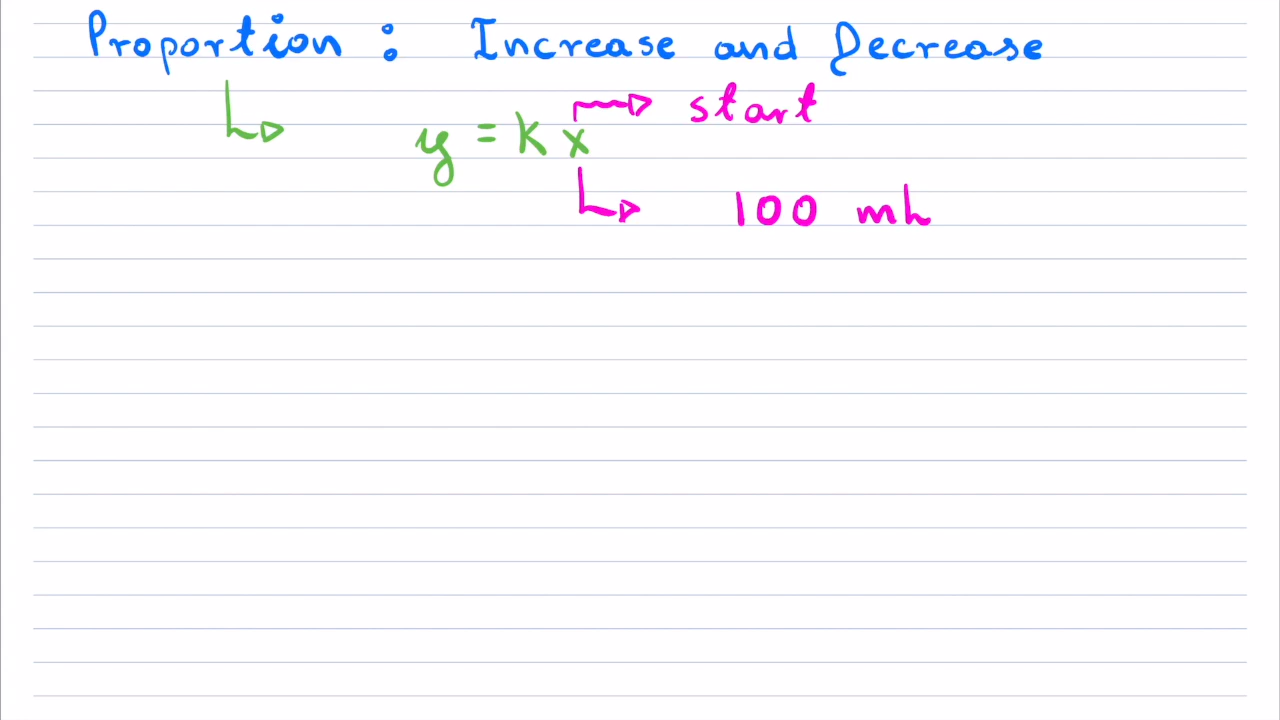 Proportion : Increase and Decrease
start
y = k x
100 mL